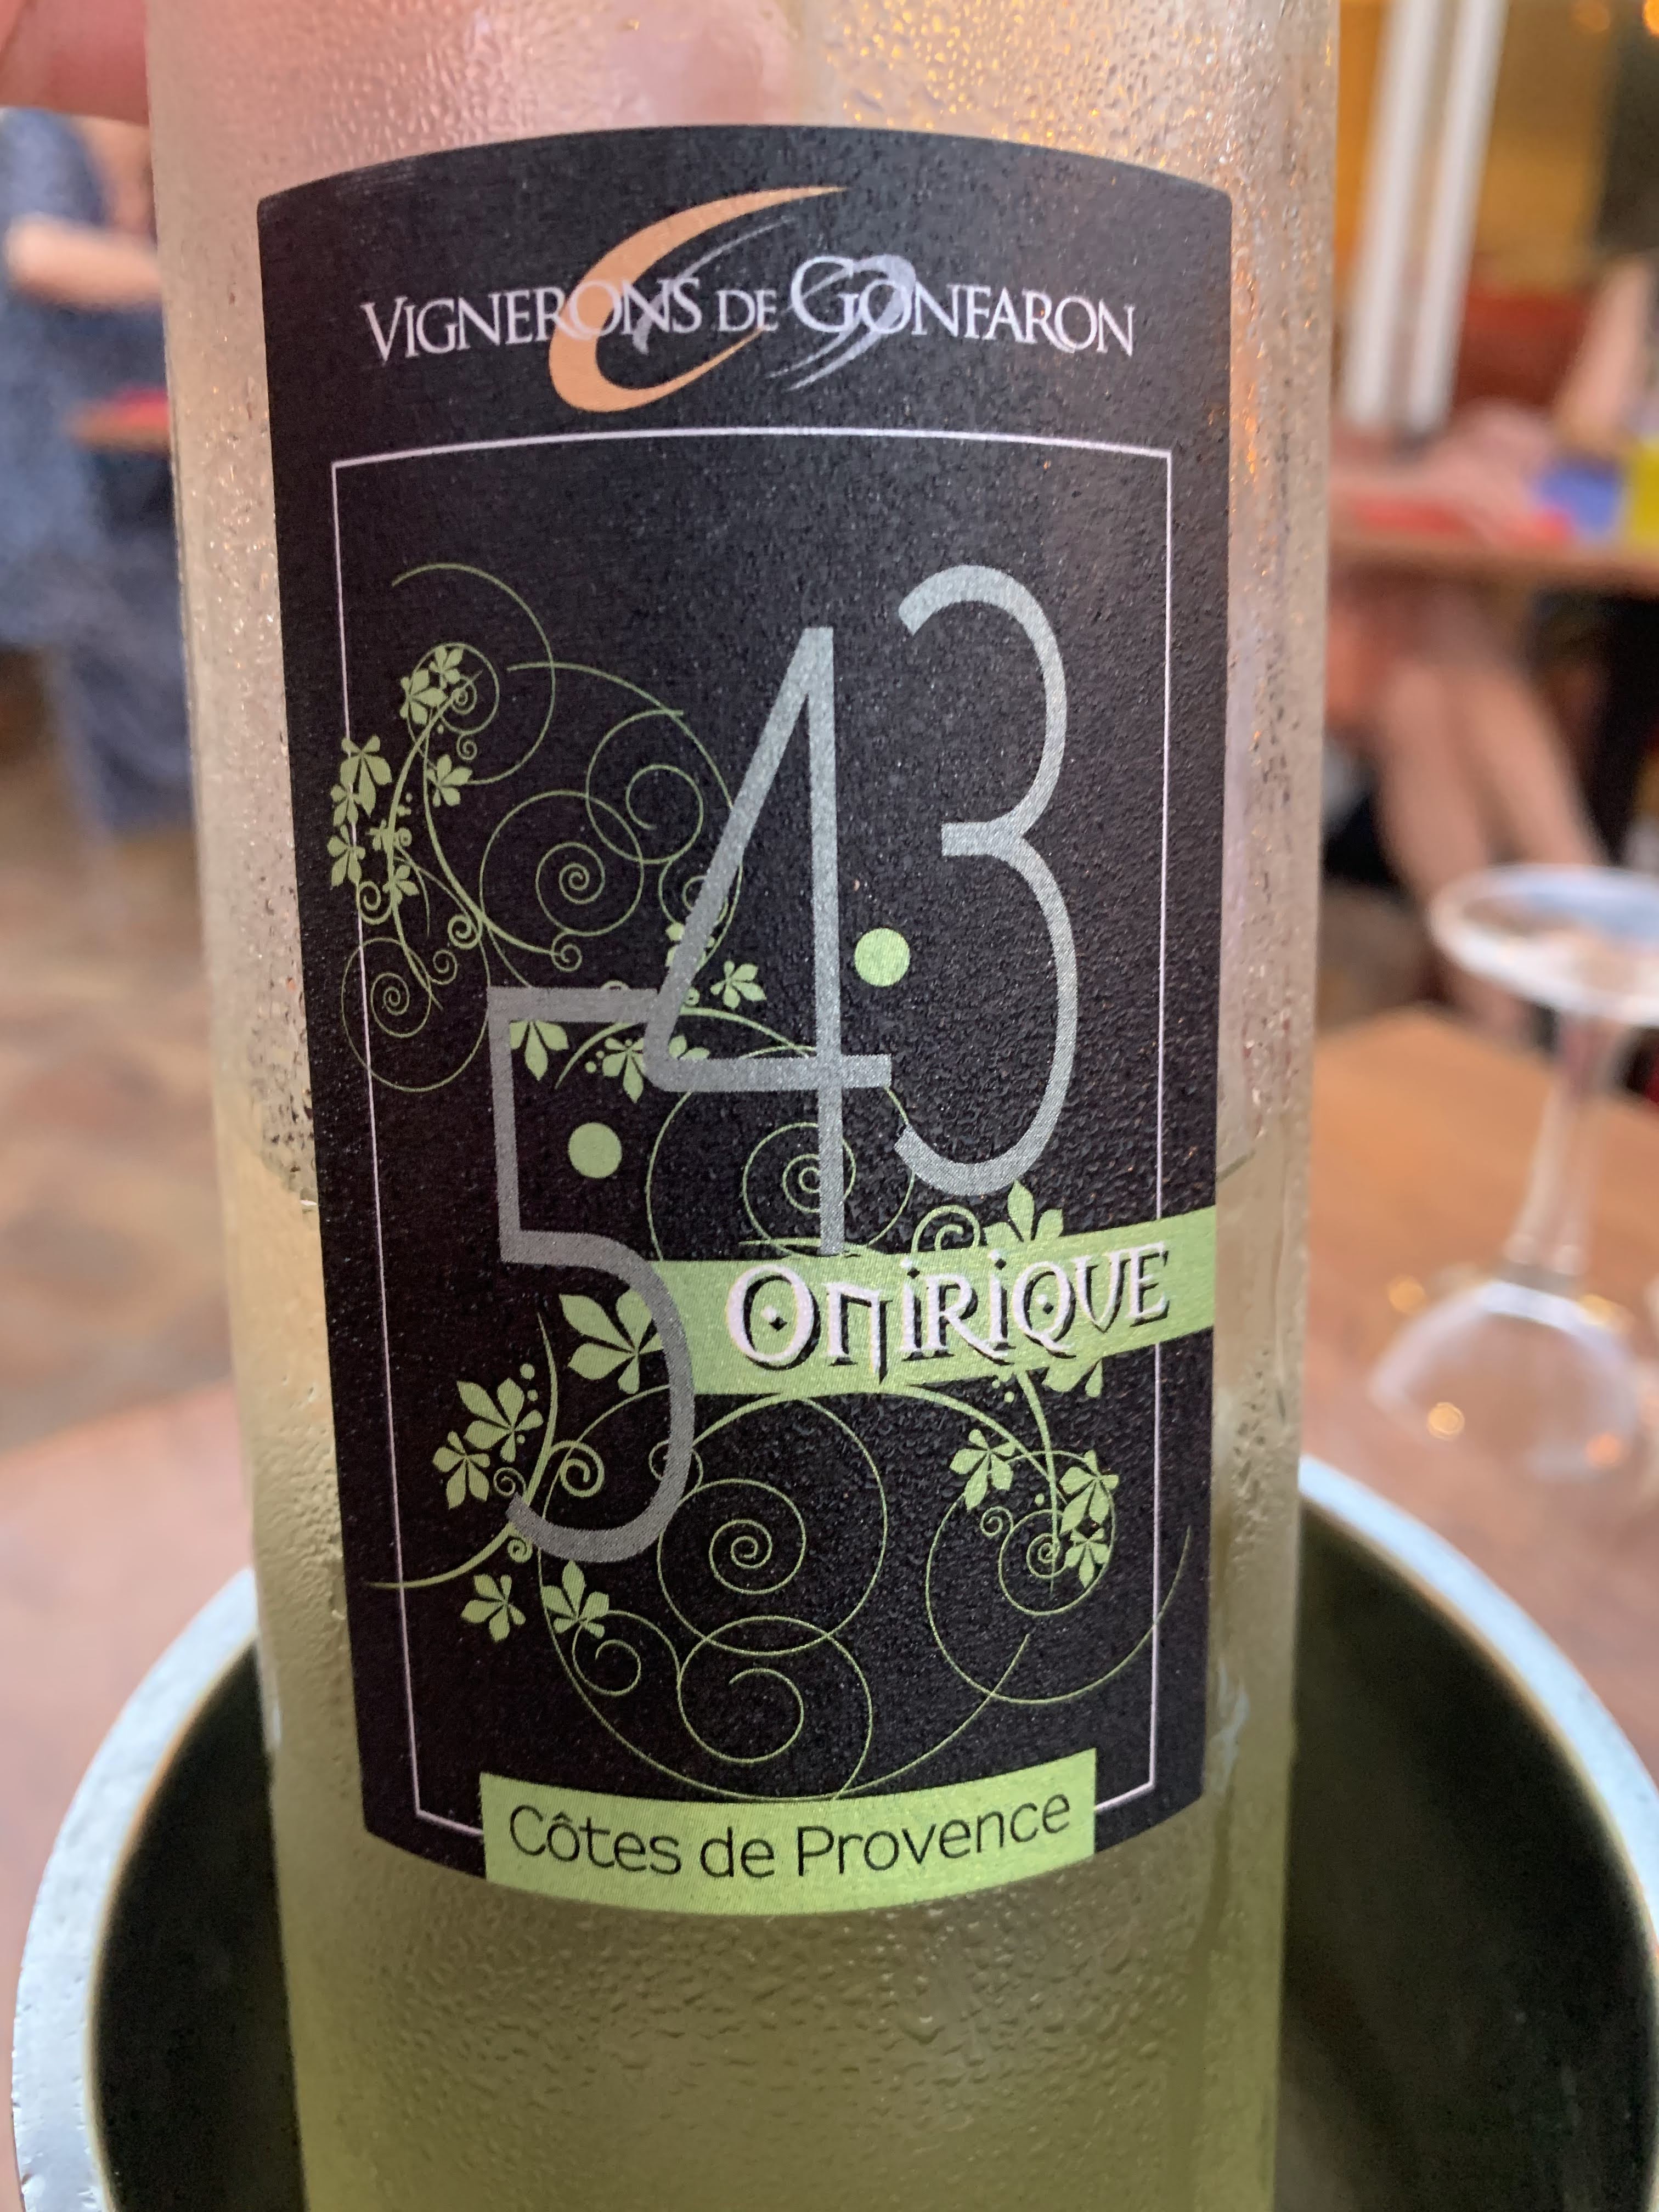 VIGNERONS DE GONFARON
5.4.3
ONIRIQUE
Côtes de Provence